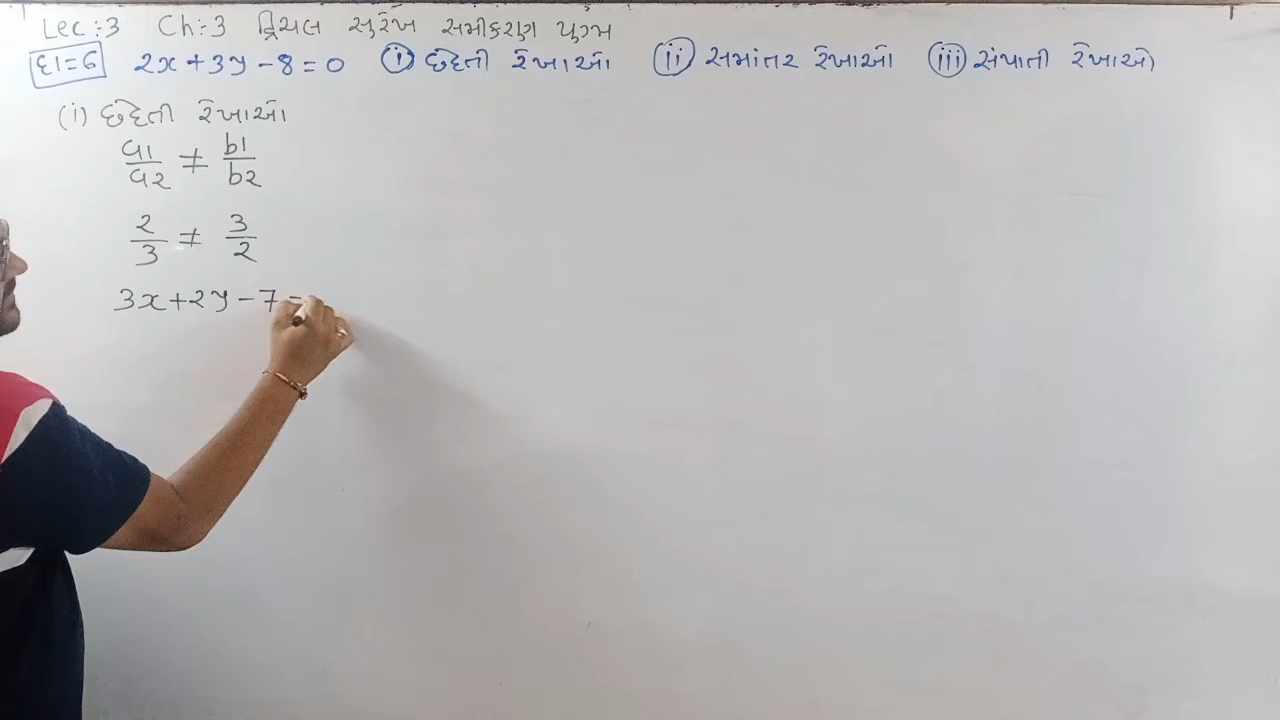 Lec:3 Ch:3 દ્વિચલ સુરેખ સમીકરણ યુગ્મ
દા=6 2x+3y-8=0 (i) છેદતી રેખાઓ (ii) સમાંતર રેખાઓ (iii) સંપાતી રેખાઓ
(i) છેદતી રેખાઓ
a1/a2 ≠ b1/b2
2/3 ≠ 3/2
3x+2y-7=